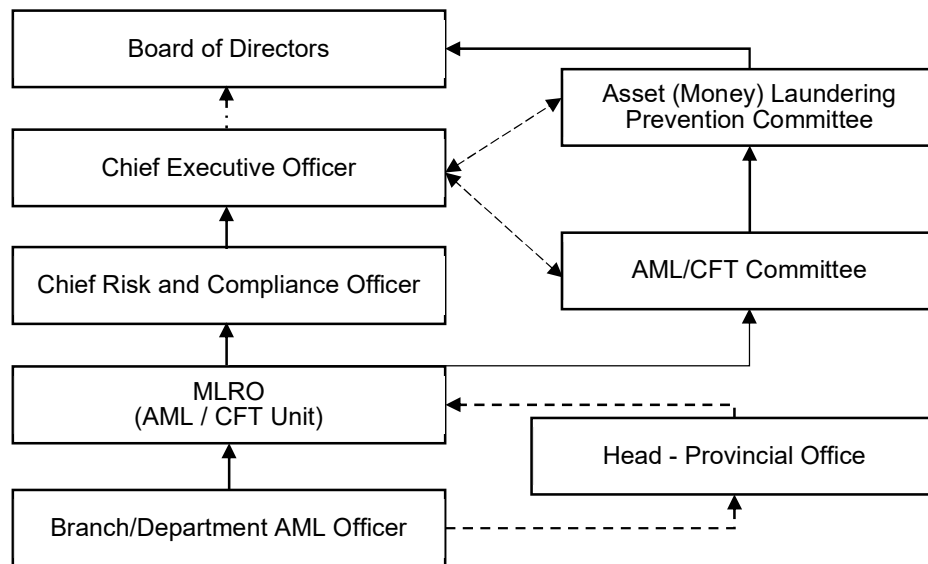 Board of Directors
Asset (Money) Laundering
Prevention Committee
Chief Executive Officer
AML/CFT Committee
Chief Risk and Compliance Officer
MLRO
(AML / CFT Unit)
Head - Provincial Office
Branch/Department AML Officer